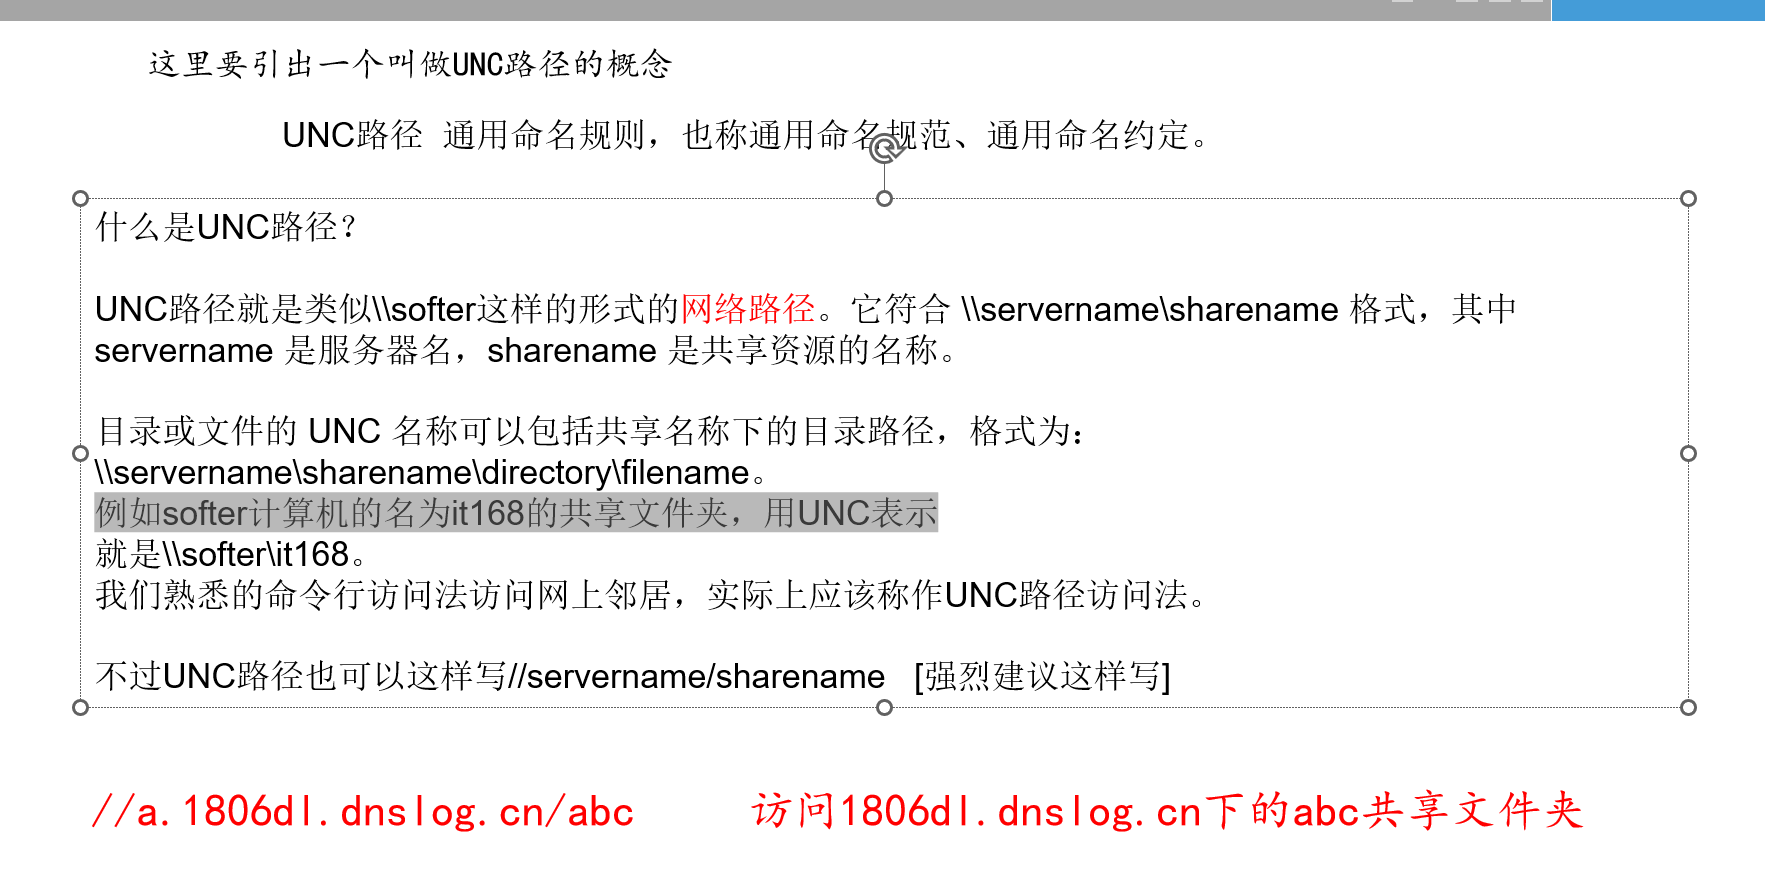 这里要引出一个叫做UNC路径的概念
UNC路径 通用命名规则，也称通用命名规范、通用命名约定。
什么是UNC路径？
UNC路径就是类似\\softer这样的形式的网络路径。它符合 \\servername\sharename 格式，其中
servername 是服务器名，sharename 是共享资源的名称。
目录或文件的 UNC 名称可以包括共享名称下的目录路径，格式为：
\\servername\sharename\directory\filename。
例如softer计算机的名为it168的共享文件夹，用UNC表示
就是\\softer\it168。
我们熟悉的命令行访问法访问网上邻居，实际上应该称作UNC路径访问法。
不过UNC路径也可以这样写//servername/sharename [强烈建议这样写]
//a.1806dl.dnslog.cn/abc 访问1806dl.dnslog.cn下的abc共享文件夹